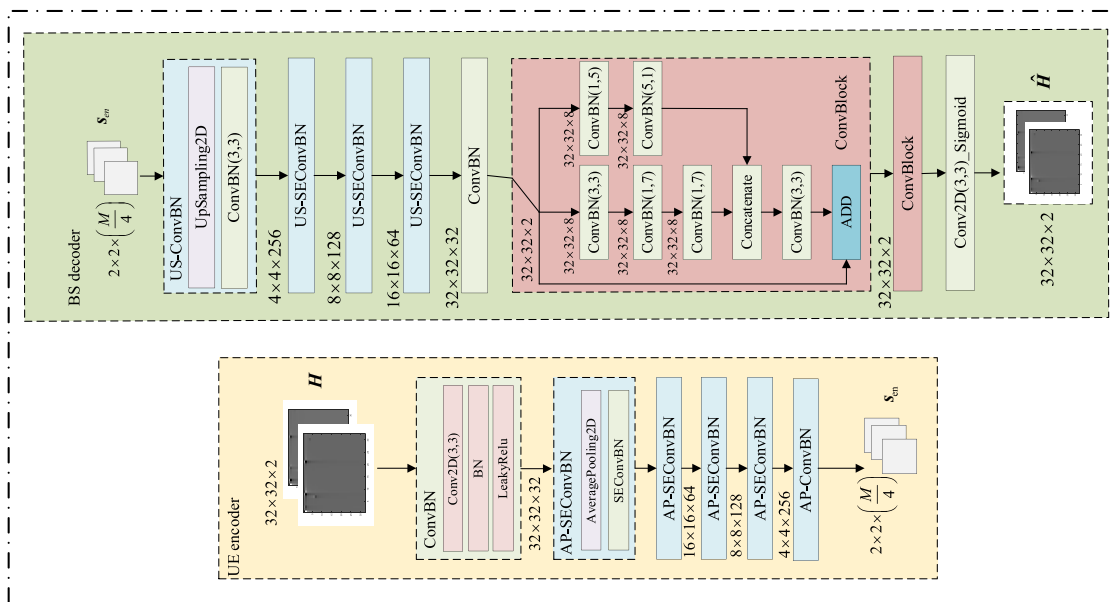 UE encoder
32×32×2
H
ConvBN
Conv2D(3,3)
BN
LeakyRelu
32×32×32
AP-SEConvBN
AveragePooling2D
SEConvBN
AP-SEConvBN
16×16×64
AP-SEConvBN
8×8×128
AP-SEConvBN
4×4×256
AP-ConvBN
2×2×(M/4)
s_en
BS decoder
2×2×(M/4)
s_en
US-ConvBN
UpSampling2D
ConvBN(3,3)
4×4×256
US-SEConvBN
8×8×128
US-SEConvBN
16×16×64
US-SEConvBN
32×32×32
ConvBN
32×32×2
32×32×8
ConvBN(3,3)
32×32×8
ConvBN(1,7)
32×32×8
ConvBN(1,7)
32×32×8
ConvBN(1,5)
32×32×8
ConvBN(5,1)
Concatenate
ConvBN(3,3)
ADD
ConvBlock
32×32×2
ConvBlock
Conv2D(3,3)_Sigmoid
Ĥ
32×32×2